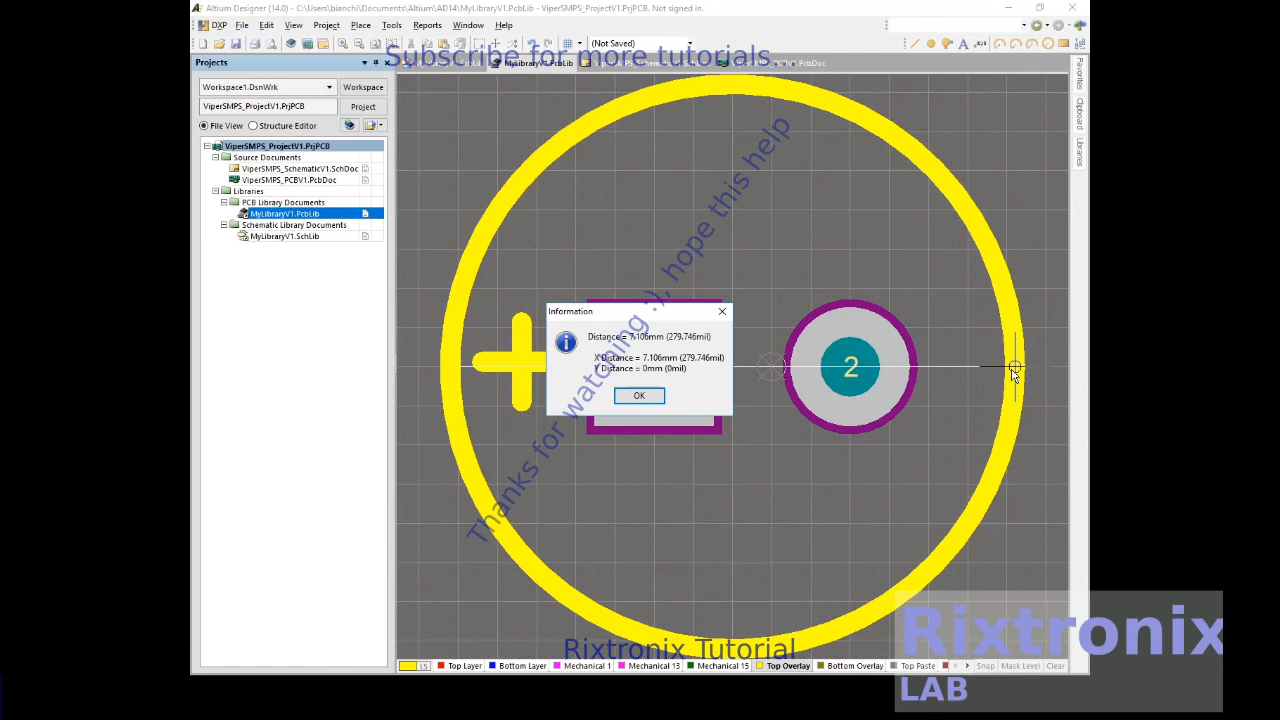 Altium Designer (14.0) - C:\Users\bianchi\Documents\Altium\AD14\MyLibraryV1.PcbLib - ViperSMPS_ProjectV1.PrjPCB. Not signed in.
DXP File Edit View Project Place Tools Reports Window Help
(Not Saved)
Subscribe for more tutorials...
Projects
MyLibraryV1.PcbLib
Workspace1.DsnWrk Workspace
ViperSMPS_ProjectV1.PrjPCB Project
File View Structure Editor
ViperSMPS_ProjectV1.PrjPCB
Source Documents
ViperSMPS_SchematicV1.SchDoc
ViperSMPS_PCBV1.PcbDoc
Libraries
PCB Library Documents
MyLibraryV1.PcbLib
Schematic Library Documents
MyLibraryV1.SchLib
Favorites
Clipboard
Libraries
Thanks for watching :), hope this help
Information
Distance = 7.106mm (279.746mil)
X Distance = 7.106mm (279.746mil)
Y Distance = 0mm (0mil)
OK
2
Rixtronix Tutorial
LS Top Layer Bottom Layer Mechanical 1 Mechanical 13 Mechanical 15 Top Overlay Bottom Overlay Top Paste Snap Mask Level Clear
Rixtronix
LAB